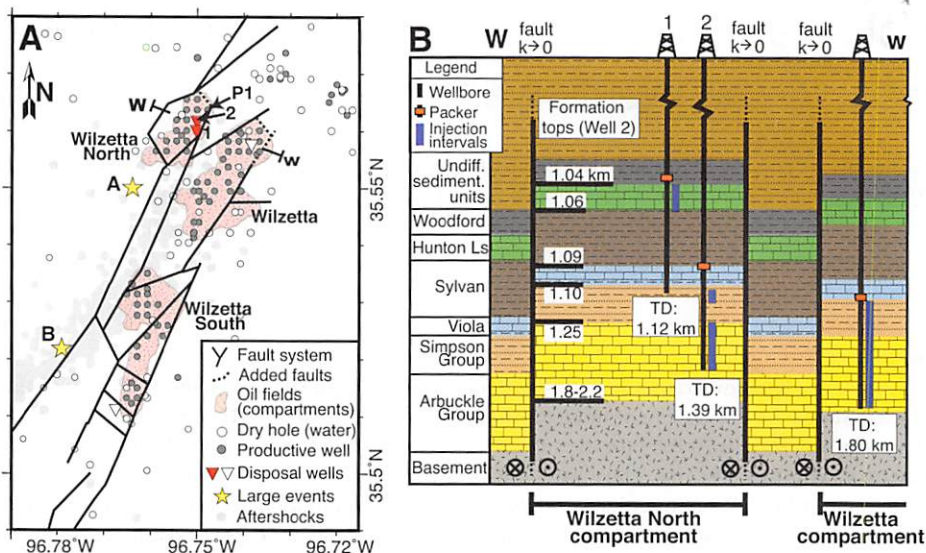 A
N
W
P1
2
1
w
Wilzetta
North
A
Wilzetta
Wilzetta
South
B
Fault system
Added faults
Oil fields
(compartments)
Dry hole (water)
Productive well
Disposal wells
Large events
Aftershocks
96.78°W
96.75°W
96.72°W
35.55°N
35.5°N
B
W
fault
k→0
1
2
fault
k→0
fault
k→0
w
Legend
Wellbore
Packer
Injection
intervals
Formation
tops (Well 2)
Undiff.
sediment.
units
Woodford
Hunton Ls
Sylvan
Viola
Simpson
Group
Arbuckle
Group
Basement
1.04 km
1.06
1.09
1.10
1.25
1.8-2.2
TD:
1.12 km
TD:
1.39 km
TD:
1.80 km
Wilzetta North
compartment
Wilzetta
compartment